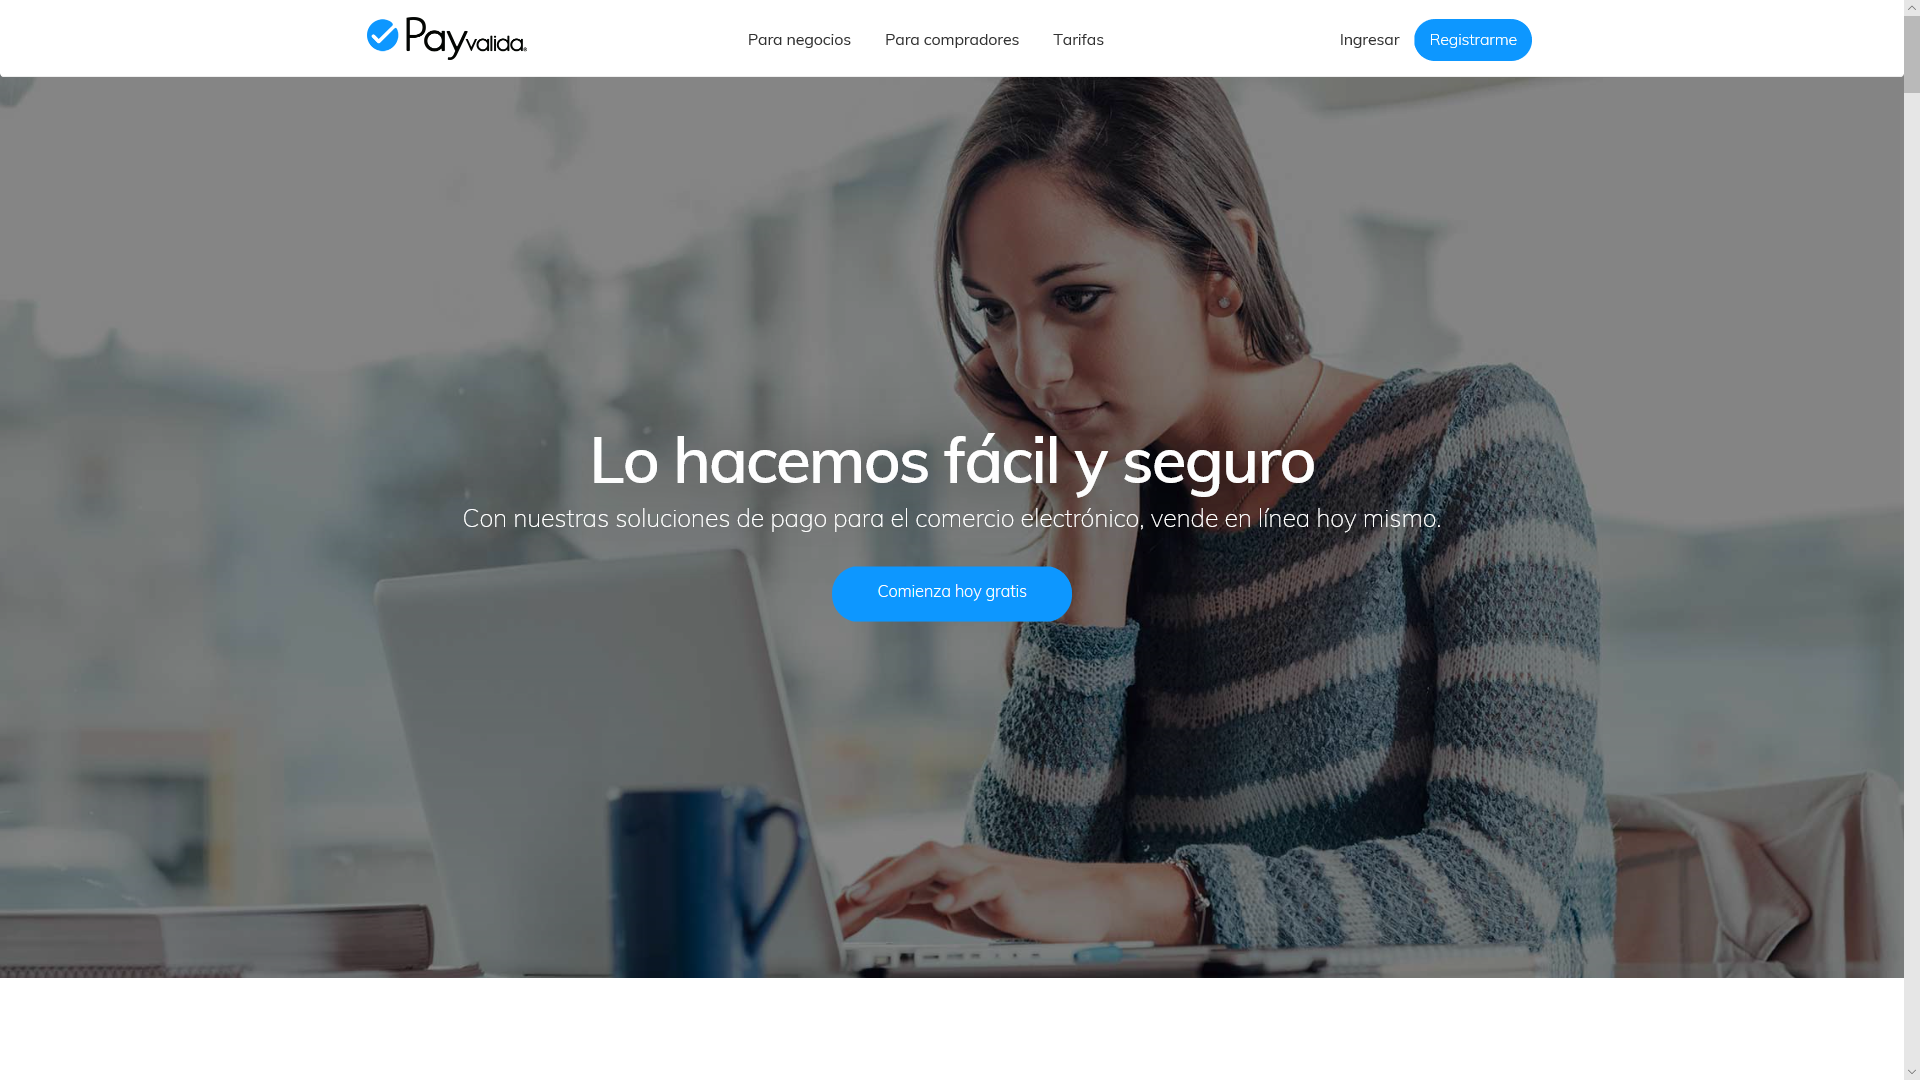 Payvalida®
Para negocios
Para compradores
Tarifas
Ingresar
Registrarme
Lo hacemos fácil y seguro
Con nuestras soluciones de pago para el comercio electrónico, vende en línea hoy mismo.
Comienza hoy gratis